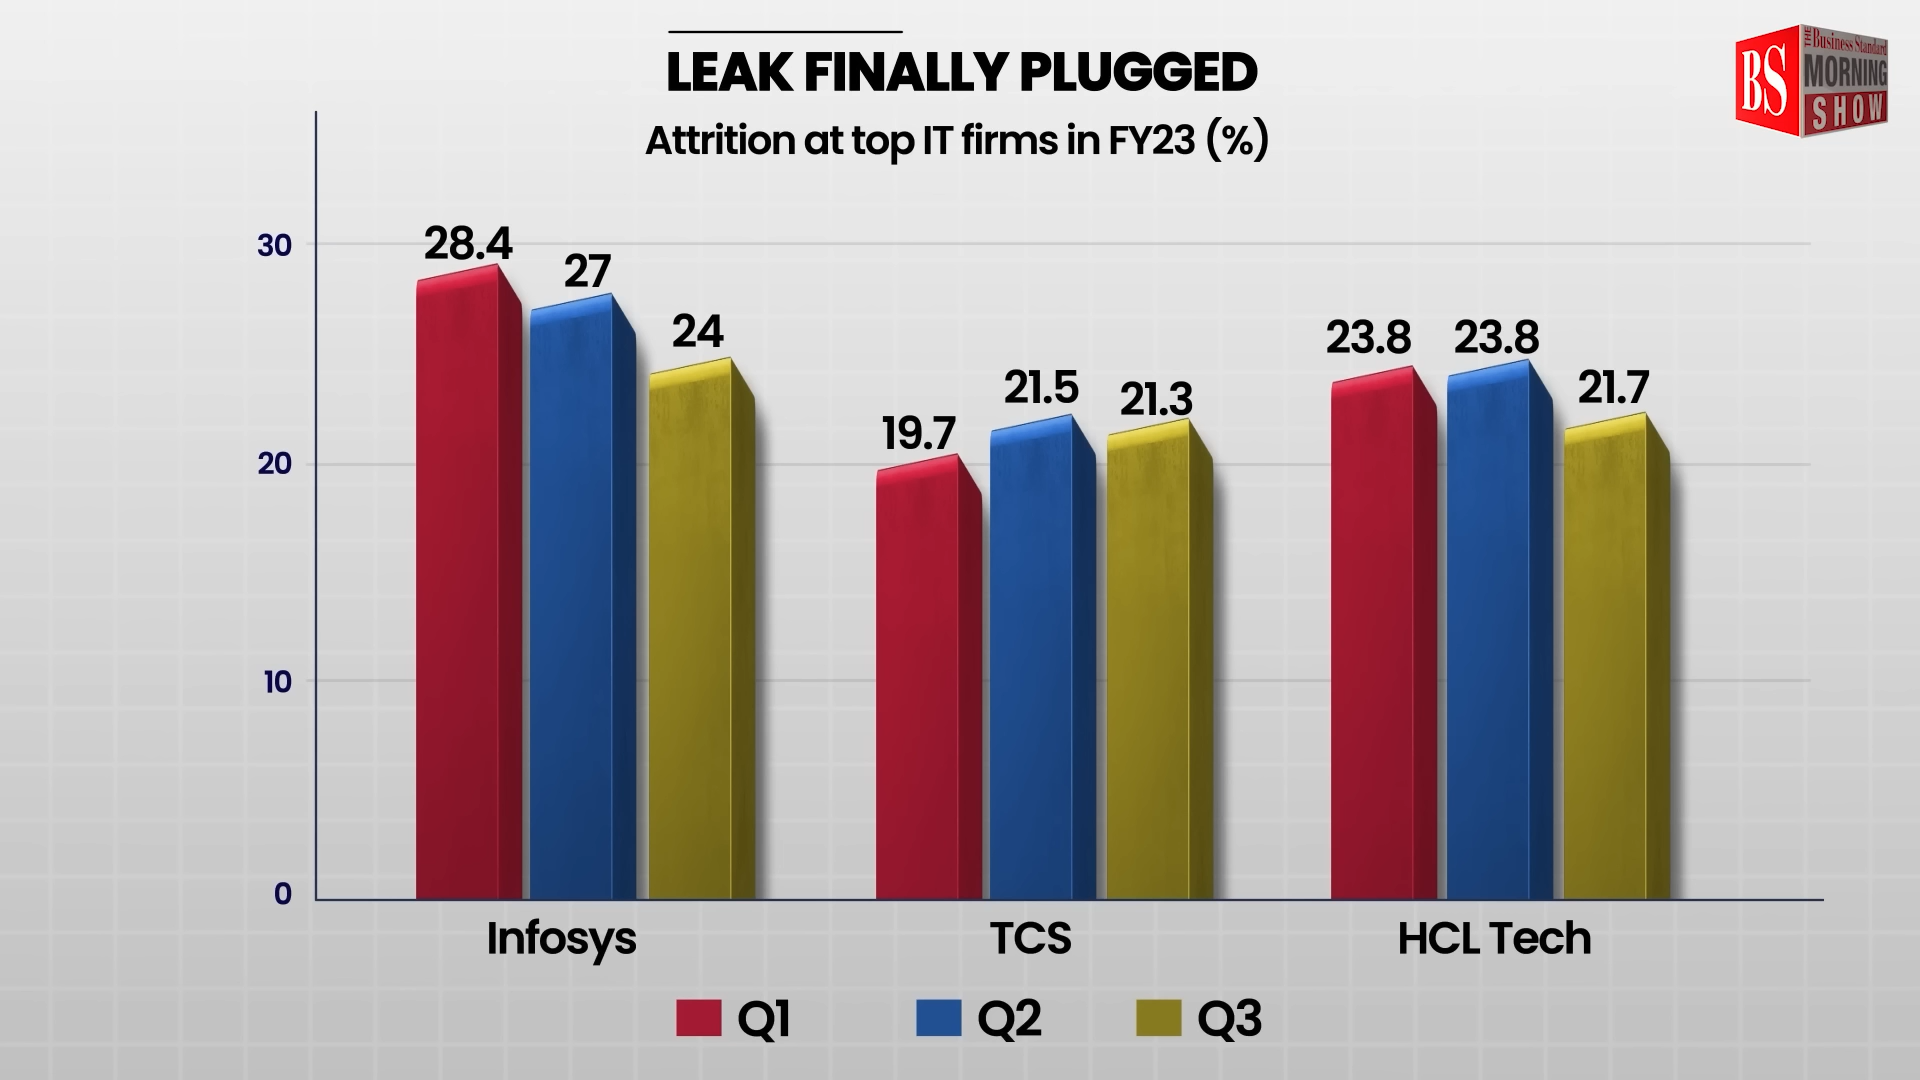 LEAK FINALLY PLUGGED
Attrition at top IT firms in FY23 (%)
BS
THE
Business Standard
MORNING
SHOW
30
20
10
0
28.4
27
24
19.7
21.5
21.3
23.8
23.8
21.7
Infosys
TCS
HCL Tech
Q1
Q2
Q3